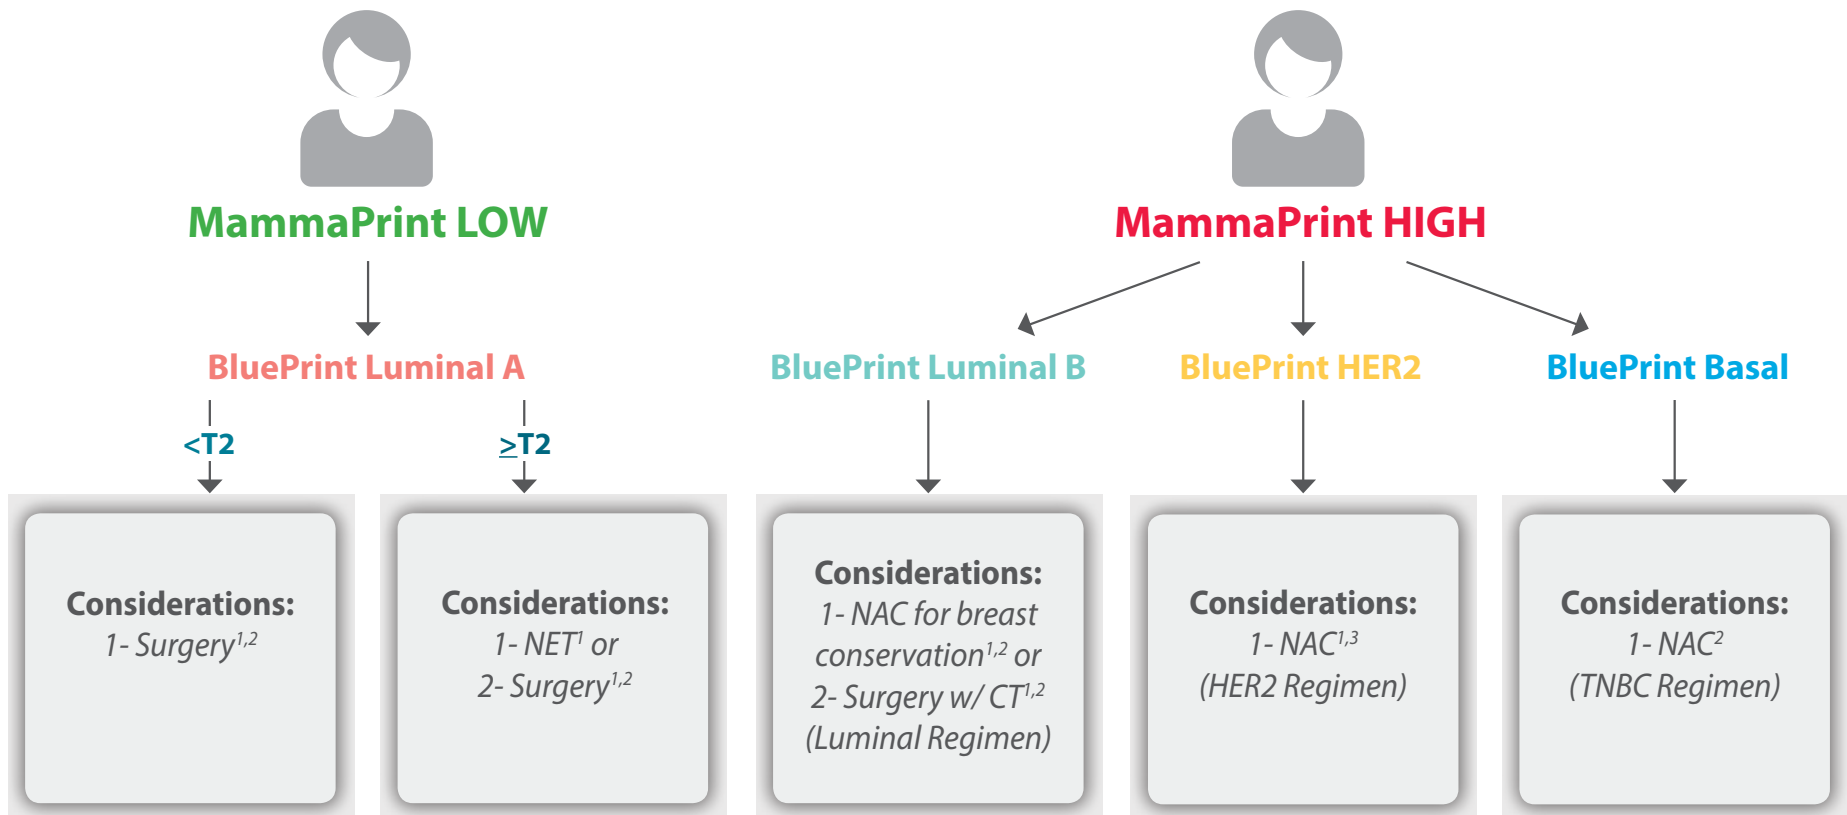 MammaPrint LOW
MammaPrint HIGH
BluePrint Luminal A
BluePrint Luminal B
BluePrint HER2
BluePrint Basal
<T2
≥T2
Considerations:
1- Surgery1,2
Considerations:
1- NET1 or
2- Surgery1,2
Considerations:
1- NAC for breast
conservation1,2 or
2- Surgery w/ CT1,2
(Luminal Regimen)
Considerations:
1- NAC1,3
(HER2 Regimen)
Considerations:
1- NAC2
(TNBC Regimen)